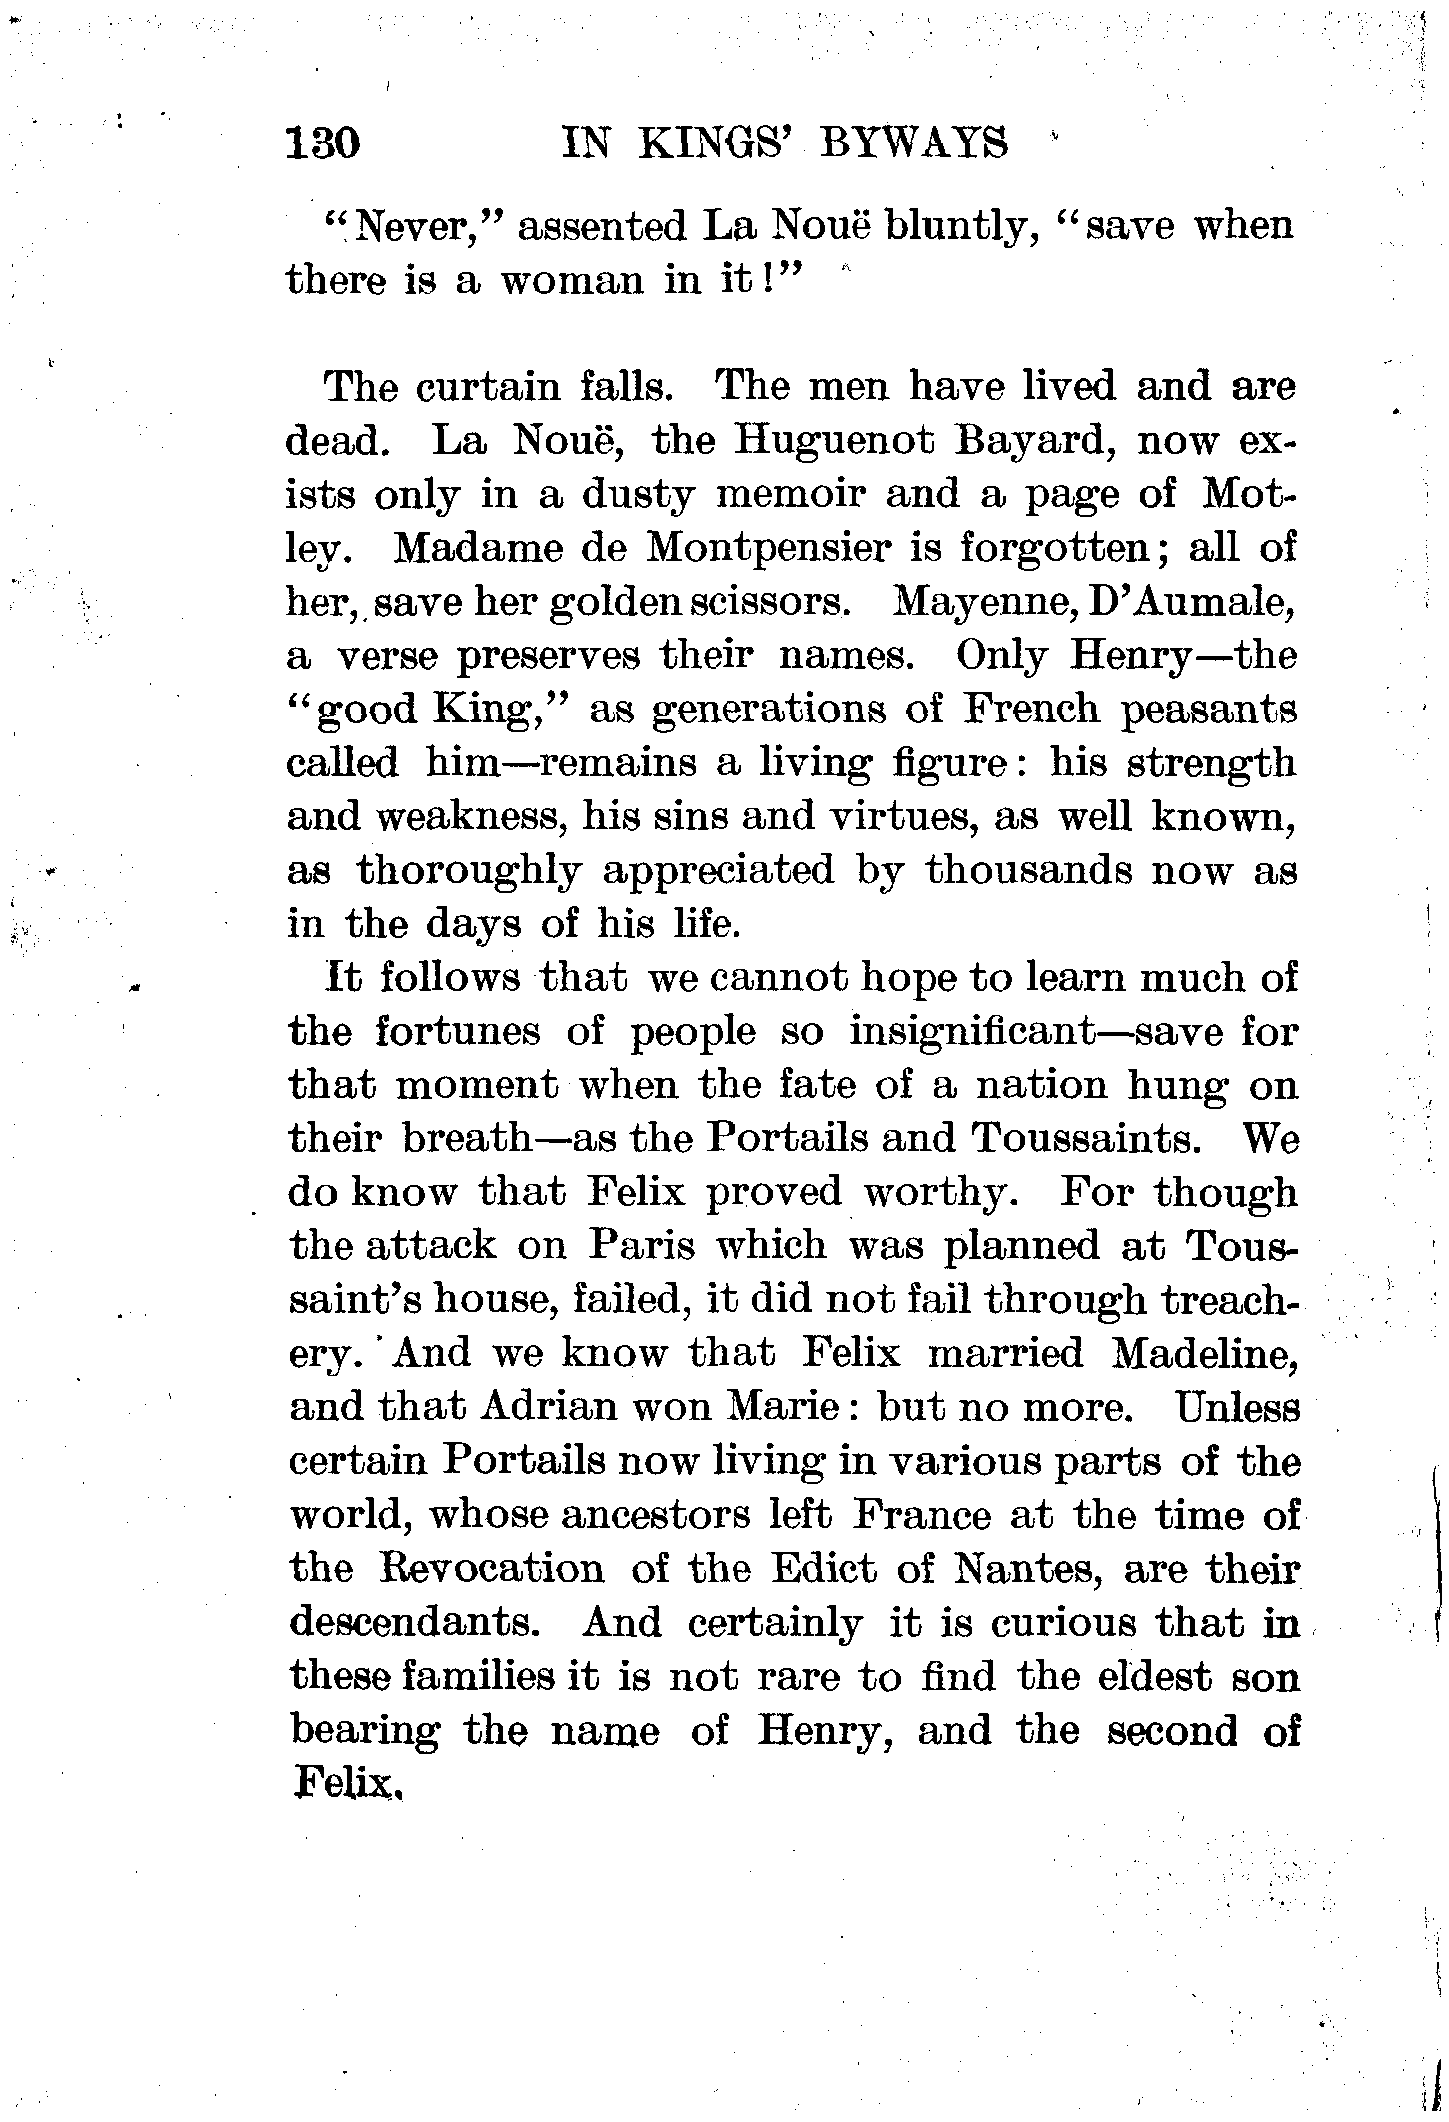 130 IN KINGS' BYWAYS
"Never," assented La Nouë bluntly, "save when
there is a woman in it!"
The curtain falls. The men have lived and are
dead. La Nouë, the Huguenot Bayard, now ex-
ists only in a dusty memoir and a page of Mot-
ley. Madame de Montpensier is forgotten; all of
her, save her golden scissors. Mayenne, D'Aumale,
a verse preserves their names. Only Henry—the
"good King," as generations of French peasants
called him—remains a living figure: his strength
and weakness, his sins and virtues, as well known,
as thoroughly appreciated by thousands now as
in the days of his life.
It follows that we cannot hope to learn much of
the fortunes of people so insignificant—save for
that moment when the fate of a nation hung on
their breath—as the Portails and Toussaints. We
do know that Felix proved worthy. For though
the attack on Paris which was planned at Tous-
saint's house, failed, it did not fail through treach-
ery. And we know that Felix married Madeline,
and that Adrian won Marie: but no more. Unless
certain Portails now living in various parts of the
world, whose ancestors left France at the time of
the Revocation of the Edict of Nantes, are their
descendants. And certainly it is curious that in
these families it is not rare to find the eldest son
bearing the name of Henry, and the second of
Felix.